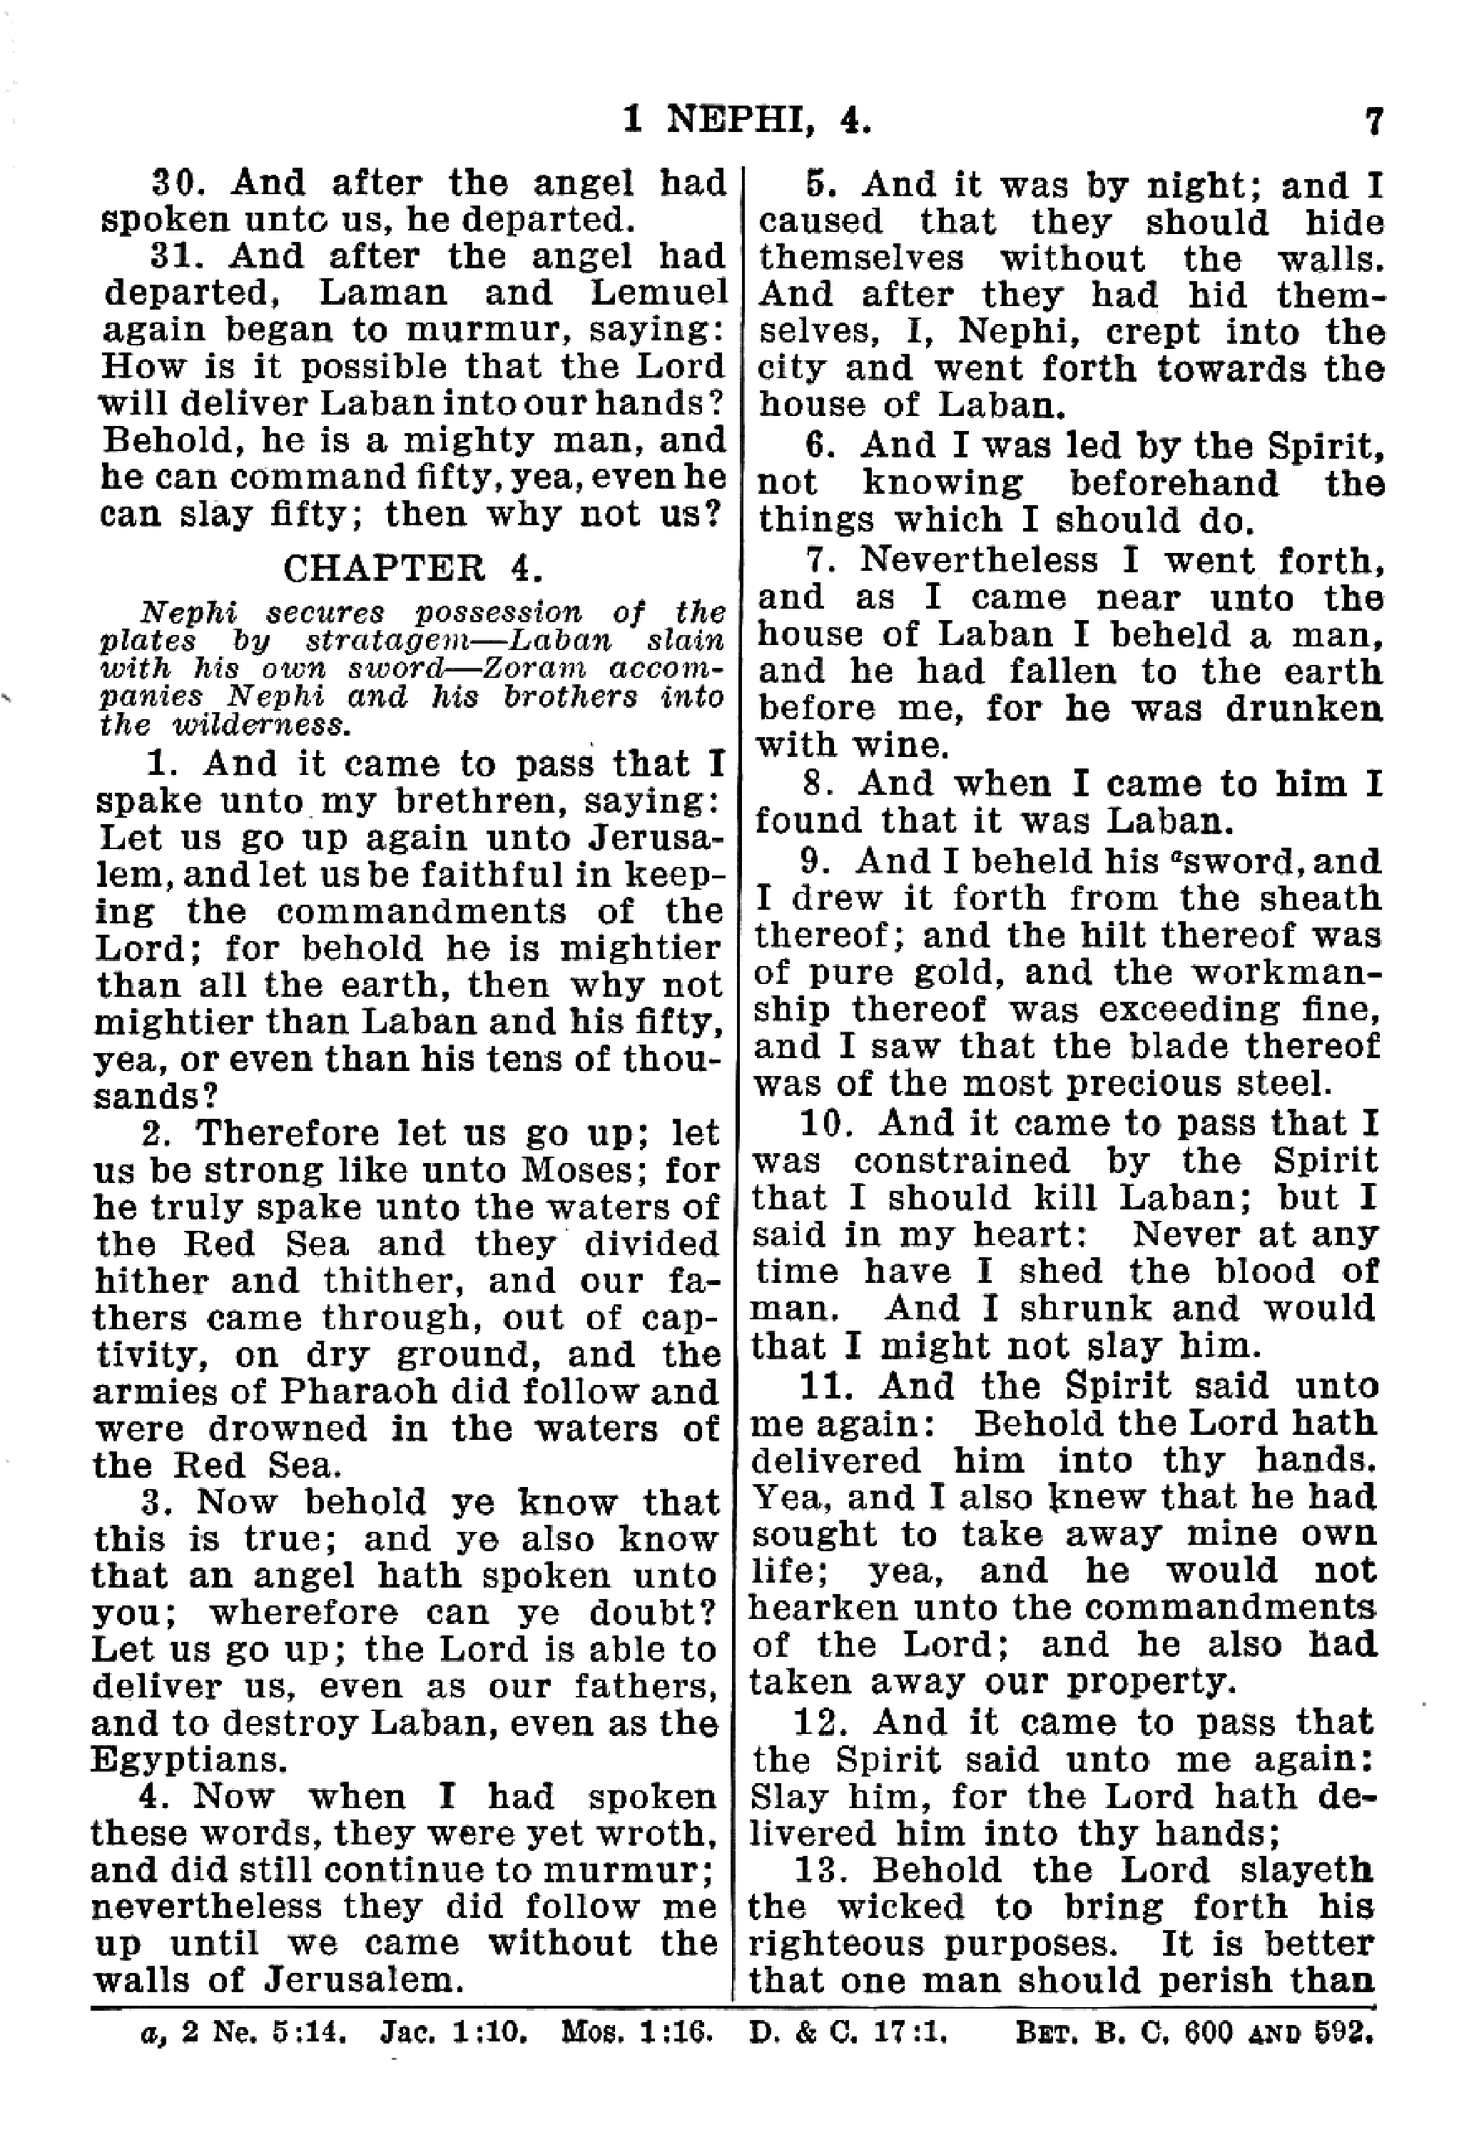 1 NEPHI, 4.
7
30. And after the angel had
spoken unto us, he departed.
31. And after the angel had
departed, Laman and Lemuel
again began to murmur, saying:
How is it possible that the Lord
will deliver Laban into our hands?
Behold, he is a mighty man, and
he can command fifty, yea, even he
can slay fifty; then why not us?
CHAPTER 4.
Nephi secures possession of the
plates by stratagem—Laban slain
with his own sword—Zoram accom-
panies Nephi and his brothers into
the wilderness.
1. And it came to pass that I
spake unto my brethren, saying:
Let us go up again unto Jerusa-
lem, and let us be faithful in keep-
ing the commandments of the
Lord; for behold he is mightier
than all the earth, then why not
mightier than Laban and his fifty,
yea, or even than his tens of thou-
sands?
2. Therefore let us go up; let
us be strong like unto Moses; for
he truly spake unto the waters of
the Red Sea and they divided
hither and thither, and our fa-
thers came through, out of cap-
tivity, on dry ground, and the
armies of Pharaoh did follow and
were drowned in the waters of
the Red Sea.
3. Now behold ye know that
this is true; and ye also know
that an angel hath spoken unto
you; wherefore can ye doubt?
Let us go up; the Lord is able to
deliver us, even as our fathers,
and to destroy Laban, even as the
Egyptians.
4. Now when I had spoken
these words, they were yet wroth,
and did still continue to murmur;
nevertheless they did follow me
up until we came without the
walls of Jerusalem.
5. And it was by night; and I
caused that they should hide
themselves without the walls.
And after they had hid them-
selves, I, Nephi, crept into the
city and went forth towards the
house of Laban.
6. And I was led by the Spirit,
not knowing beforehand the
things which I should do.
7. Nevertheless I went forth,
and as I came near unto the
house of Laban I beheld a man,
and he had fallen to the earth
before me, for he was drunken
with wine.
8. And when I came to him I
found that it was Laban.
9. And I beheld his ᵃsword, and
I drew it forth from the sheath
thereof; and the hilt thereof was
of pure gold, and the workman-
ship thereof was exceeding fine,
and I saw that the blade thereof
was of the most precious steel.
10. And it came to pass that I
was constrained by the Spirit
that I should kill Laban; but I
said in my heart: Never at any
time have I shed the blood of
man. And I shrunk and would
that I might not slay him.
11. And the Spirit said unto
me again: Behold the Lord hath
delivered him into thy hands.
Yea, and I also knew that he had
sought to take away mine own
life; yea, and he would not
hearken unto the commandments
of the Lord; and he also had
taken away our property.
12. And it came to pass that
the Spirit said unto me again:
Slay him, for the Lord hath de-
livered him into thy hands;
13. Behold the Lord slayeth
the wicked to bring forth his
righteous purposes. It is better
that one man should perish than
a, 2 Ne. 5:14. Jac. 1:10. Mos. 1:16. D. & C. 17:1. BET. B. C. 600 AND 592.